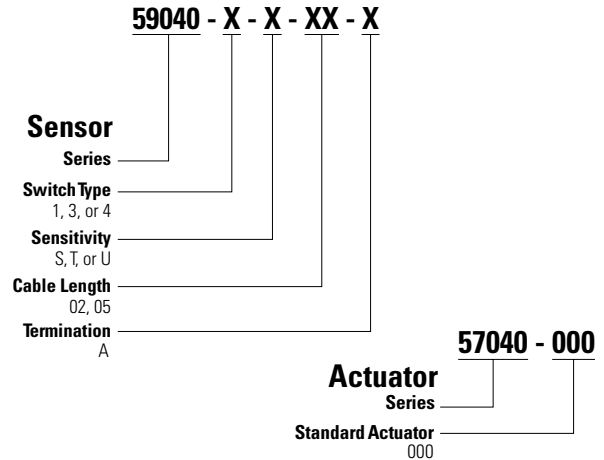 59040 - X - X - XX - X
Sensor
Series
Switch Type
1, 3, or 4
Sensitivity
S, T, or U
Cable Length
02, 05
Termination
A
57040 - 000
Actuator
Series
Standard Actuator
000